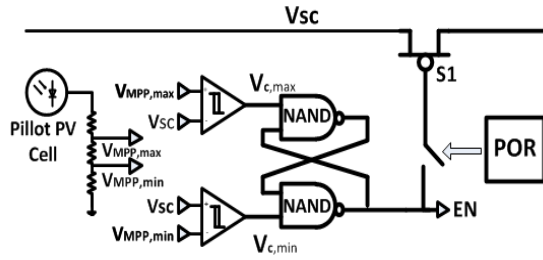 Vsc
S1
VMPP,max
Vsc
+
-
Vc,max
NAND
Pillot PV
Cell
VMPP,max
VMPP,min
POR
NAND
EN
Vsc
VMPP,min
+
-
Vc,min